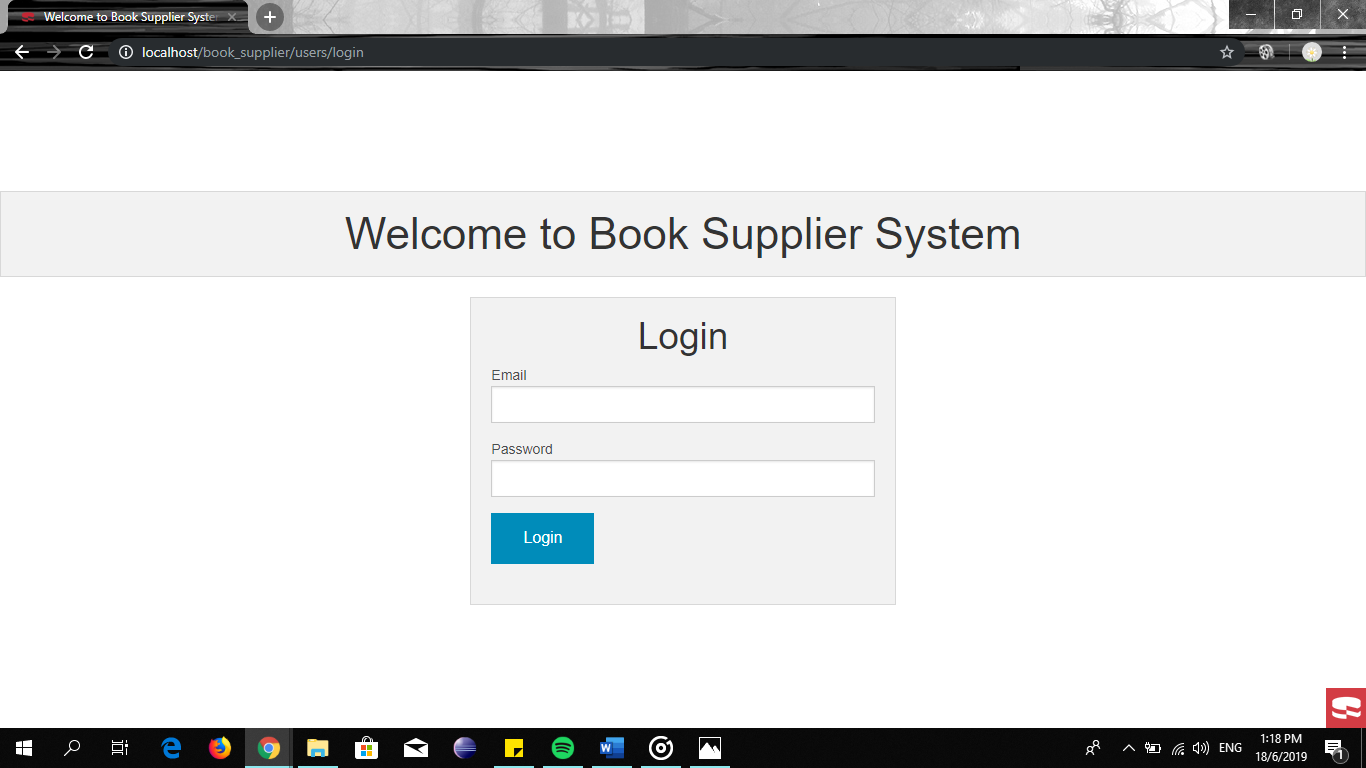 Welcome to Book Supplier Syste
localhost/book_supplier/users/login
Welcome to Book Supplier System
Login
Email
Password
Login
ENG
1:18 PM
18/6/2019
1